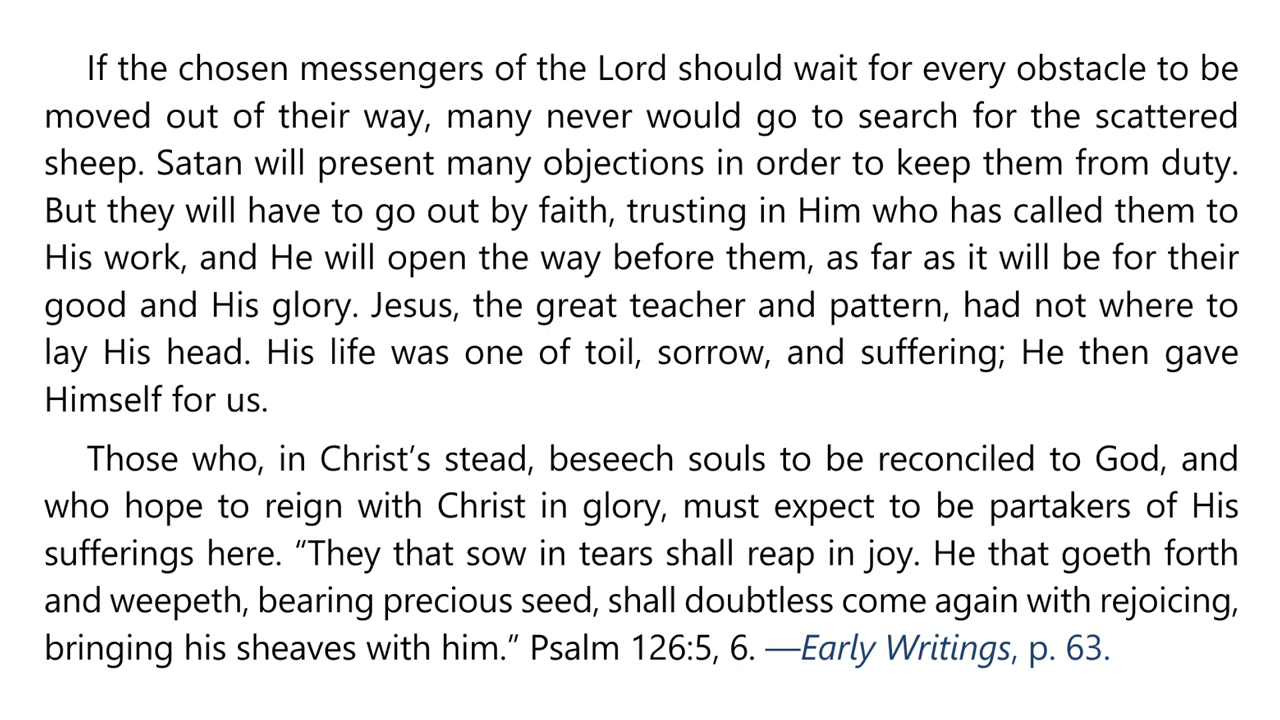 If the chosen messengers of the Lord should wait for every obstacle to be
moved out of their way, many never would go to search for the scattered
sheep. Satan will present many objections in order to keep them from duty.
But they will have to go out by faith, trusting in Him who has called them to
His work, and He will open the way before them, as far as it will be for their
good and His glory. Jesus, the great teacher and pattern, had not where to
lay His head. His life was one of toil, sorrow, and suffering; He then gave
Himself for us.
Those who, in Christ’s stead, beseech souls to be reconciled to God, and
who hope to reign with Christ in glory, must expect to be partakers of His
sufferings here. “They that sow in tears shall reap in joy. He that goeth forth
and weepeth, bearing precious seed, shall doubtless come again with rejoicing,
bringing his sheaves with him.” Psalm 126:5, 6. —Early Writings, p. 63.